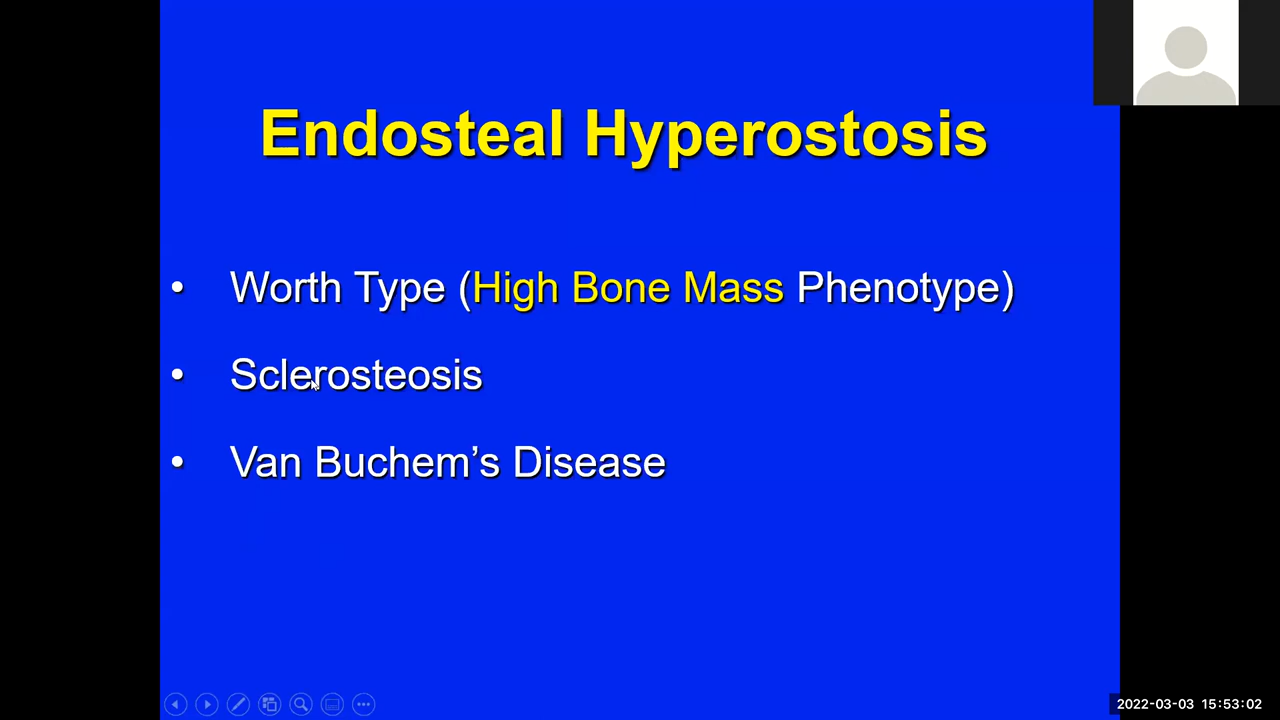 Endosteal Hyperostosis
• Worth Type (High Bone Mass Phenotype)
• Sclerosteosis
• Van Buchem’s Disease
2022-03-03 15:53:02